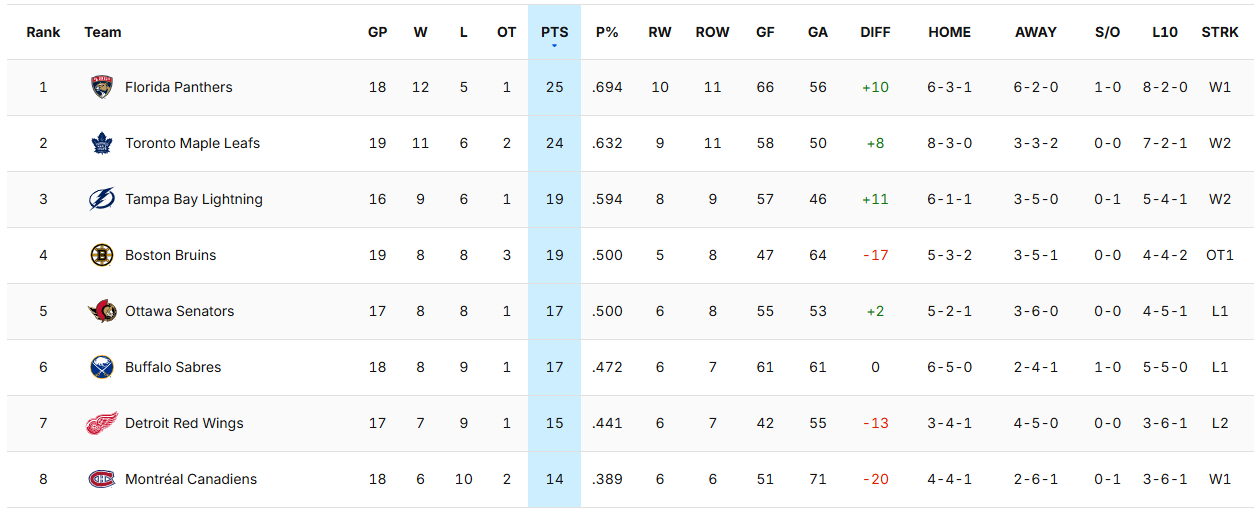 Rank Team GP W L OT PTS P% RW ROW GF GA DIFF HOME AWAY S/O L10 STRK
1 Florida Panthers 18 12 5 1 25 .694 10 11 66 56 +10 6-3-1 6-2-0 1-0 8-2-0 W1
2 Toronto Maple Leafs 19 11 6 2 24 .632 9 11 58 50 +8 8-3-0 3-3-2 0-0 7-2-1 W2
3 Tampa Bay Lightning 16 9 6 1 19 .594 8 9 57 46 +11 6-1-1 3-5-0 0-1 5-4-1 W2
4 Boston Bruins 19 8 8 3 19 .500 5 8 47 64 -17 5-3-2 3-5-1 0-0 4-4-2 OT1
5 Ottawa Senators 17 8 8 1 17 .500 6 8 55 53 +2 5-2-1 3-6-0 0-0 4-5-1 L1
6 Buffalo Sabres 18 8 9 1 17 .472 6 7 61 61 0 6-5-0 2-4-1 1-0 5-5-0 L1
7 Detroit Red Wings 17 7 9 1 15 .441 6 7 42 55 -13 3-4-1 4-5-0 0-0 3-6-1 L2
8 Montréal Canadiens 18 6 10 2 14 .389 6 6 51 71 -20 4-4-1 2-6-1 0-1 3-6-1 W1